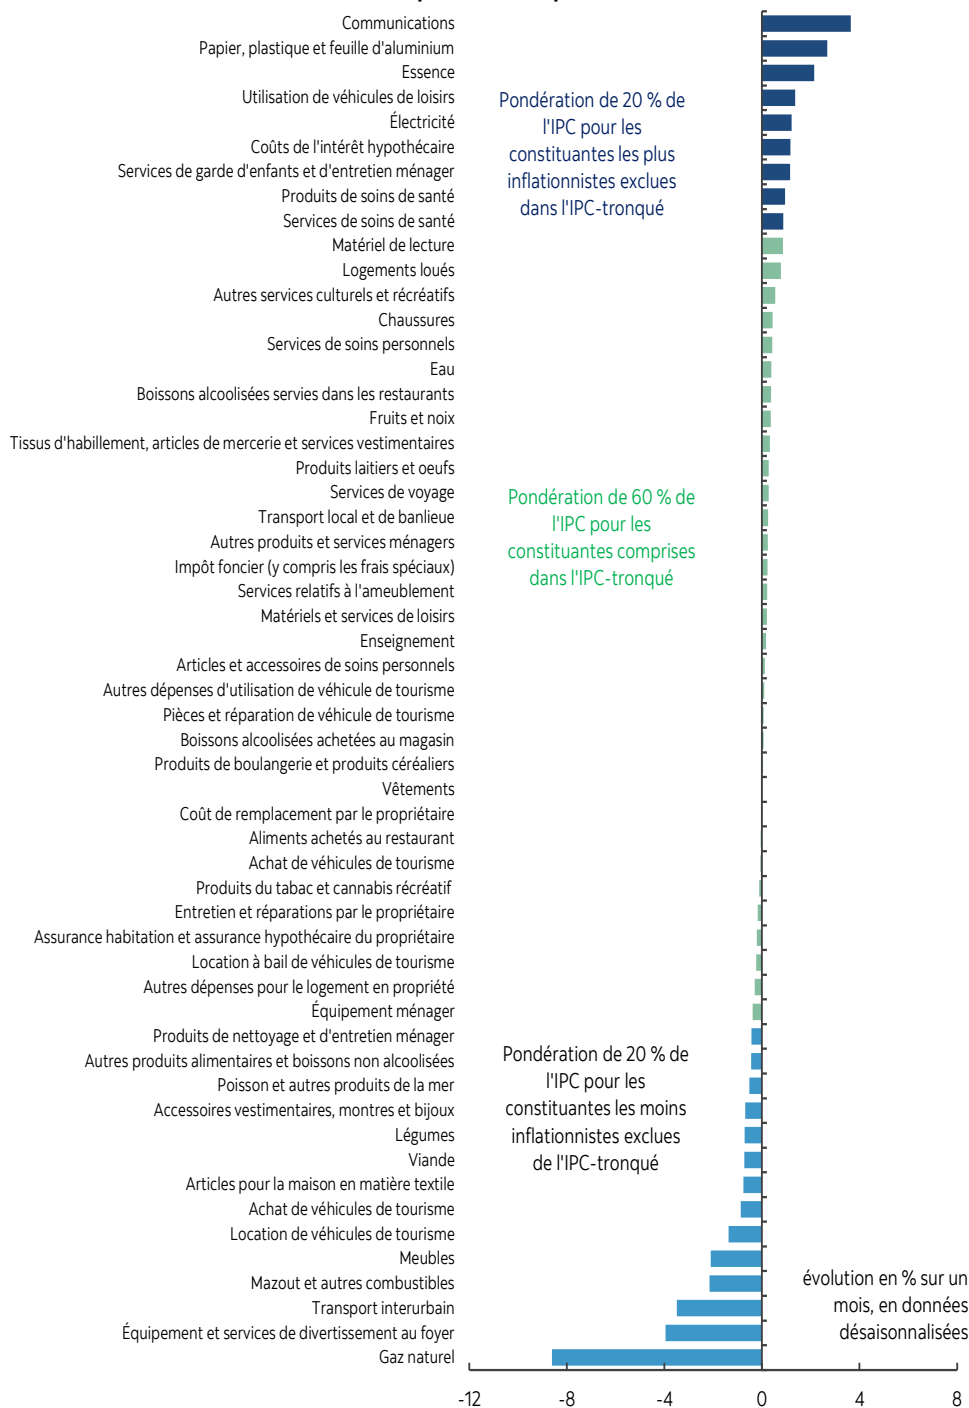 Communications
Papier, plastique et feuille d'aluminium
Essence
Utilisation de véhicules de loisirs
Électricité
Coûts de l'intérêt hypothécaire
Services de garde d'enfants et d'entretien ménager
Produits de soins de santé
Services de soins de santé
Matériel de lecture
Logements loués
Autres services culturels et récréatifs
Chaussures
Services de soins personnels
Eau
Boissons alcoolisées servies dans les restaurants
Fruits et noix
Tissus d'habillement, articles de mercerie et services vestimentaires
Produits laitiers et oeufs
Services de voyage
Transport local et de banlieue
Autres produits et services ménagers
Impôt foncier (y compris les frais spéciaux)
Services relatifs à l'ameublement
Matériels et services de loisirs
Enseignement
Articles et accessoires de soins personnels
Autres dépenses d'utilisation de véhicule de tourisme
Pièces et réparation de véhicule de tourisme
Boissons alcoolisées achetées au magasin
Produits de boulangerie et produits céréaliers
Vêtements
Coût de remplacement par le propriétaire
Aliments achetés au restaurant
Achat de véhicules de tourisme
Produits du tabac et cannabis récréatif
Entretien et réparations par le propriétaire
Assurance habitation et assurance hypothécaire du propriétaire
Location à bail de véhicules de tourisme
Autres dépenses pour le logement en propriété
Équipement ménager
Produits de nettoyage et d'entretien ménager
Autres produits alimentaires et boissons non alcoolisées
Poisson et autres produits de la mer
Accessoires vestimentaires, montres et bijoux
Légumes
Viande
Articles pour la maison en matière textile
Achat de véhicules de tourisme
Location de véhicules de tourisme
Meubles
Mazout et autres combustibles
Transport interurbain
Équipement et services de divertissement au foyer
Gaz naturel
Pondération de 20 % de
l'IPC pour les
constituantes les plus
inflationnistes exclues
dans l'IPC-tronqué
Pondération de 60 % de
l'IPC pour les
constituantes comprises
dans l'IPC-tronqué
Pondération de 20 % de
l'IPC pour les
constituantes les moins
inflationnistes exclues
de l'IPC-tronqué
évolution en % sur un
mois, en données
désaisonnalisées
-12 -8 -4 0 4 8